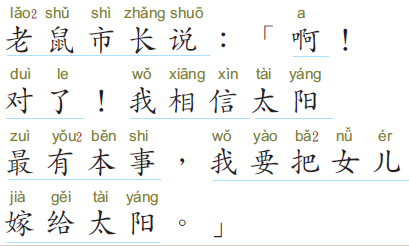 lǎo2 shǔ shì zhǎng shuō a
老鼠市长说：「啊！
duì le wǒ xiāng xìn tài yáng
对了！我相信太阳
zuì yǒu2 běn shi wǒ yào bǎ2 nǚ ér
最有本事，我要把女儿
jià gěi tài yáng
嫁给太阳。」